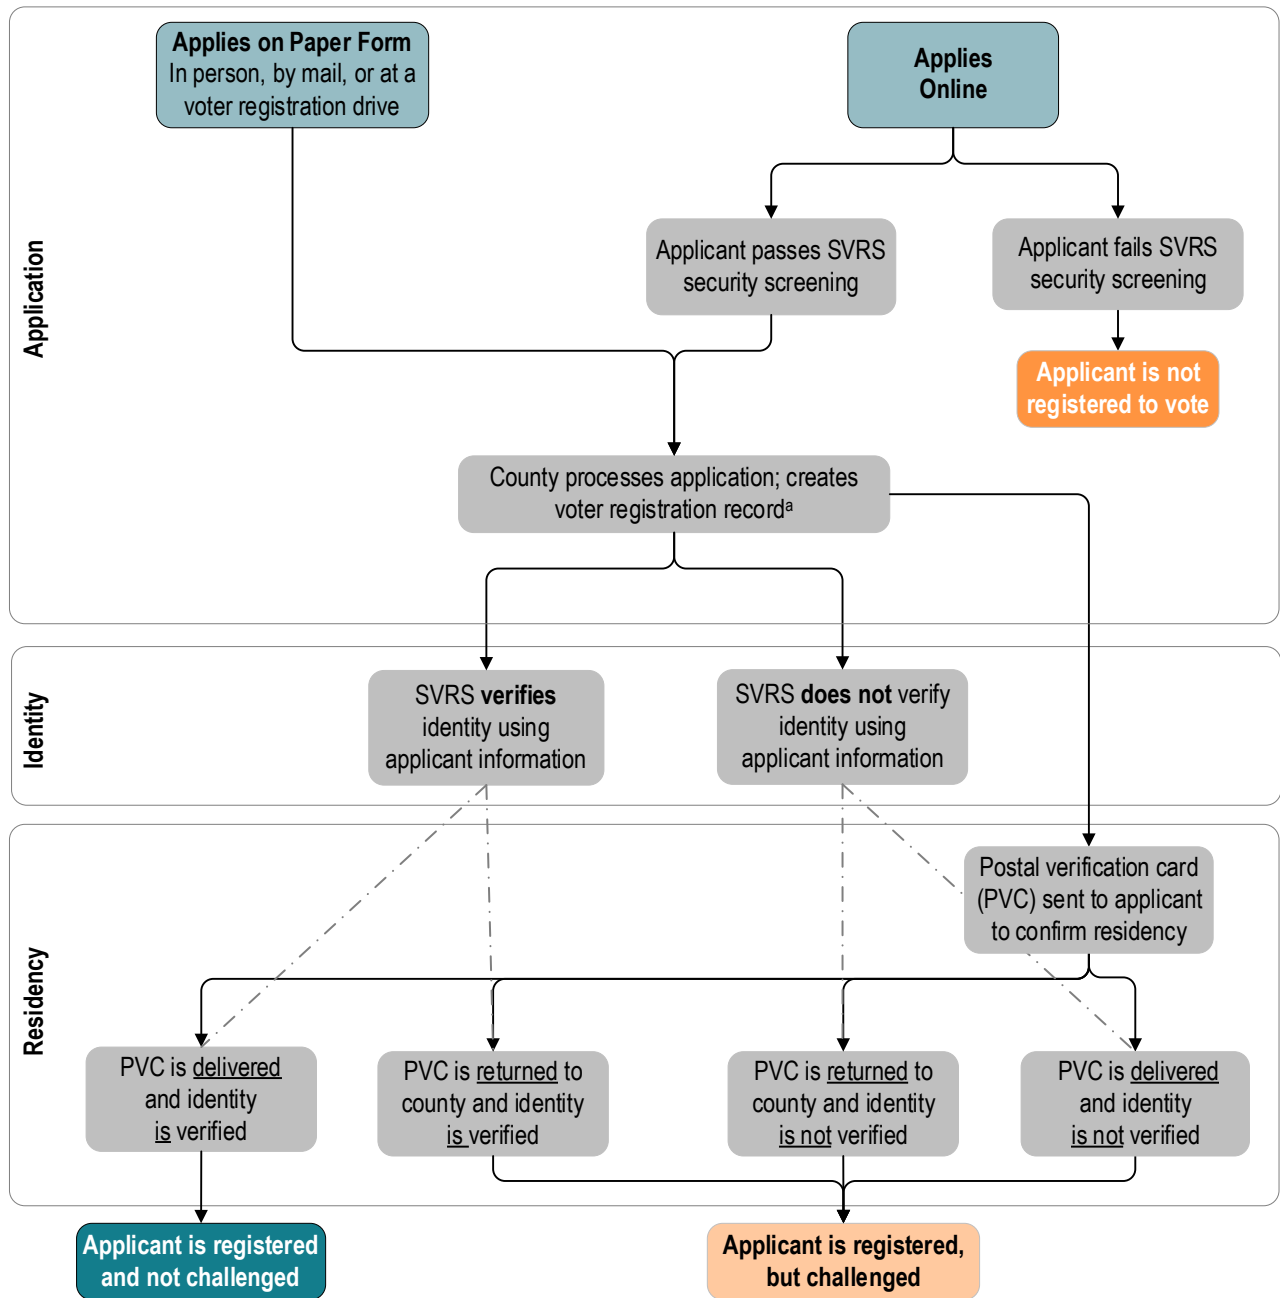 Applies on Paper Form
In person, by mail, or at a
voter registration drive
Applies
Online
Application
Applicant passes SVRS
security screening
Applicant fails SVRS
security screening
Applicant is not
registered to vote
County processes application; creates
voter registration recordᵃ
Identity
SVRS verifies
identity using
applicant information
SVRS does not verify
identity using
applicant information
Residency
Postal verification card
(PVC) sent to applicant
to confirm residency
PVC is delivered
and identity
is verified
PVC is returned to
county and identity
is verified
PVC is returned to
county and identity
is not verified
PVC is delivered
and identity
is not verified
Applicant is registered
and not challenged
Applicant is registered,
but challenged